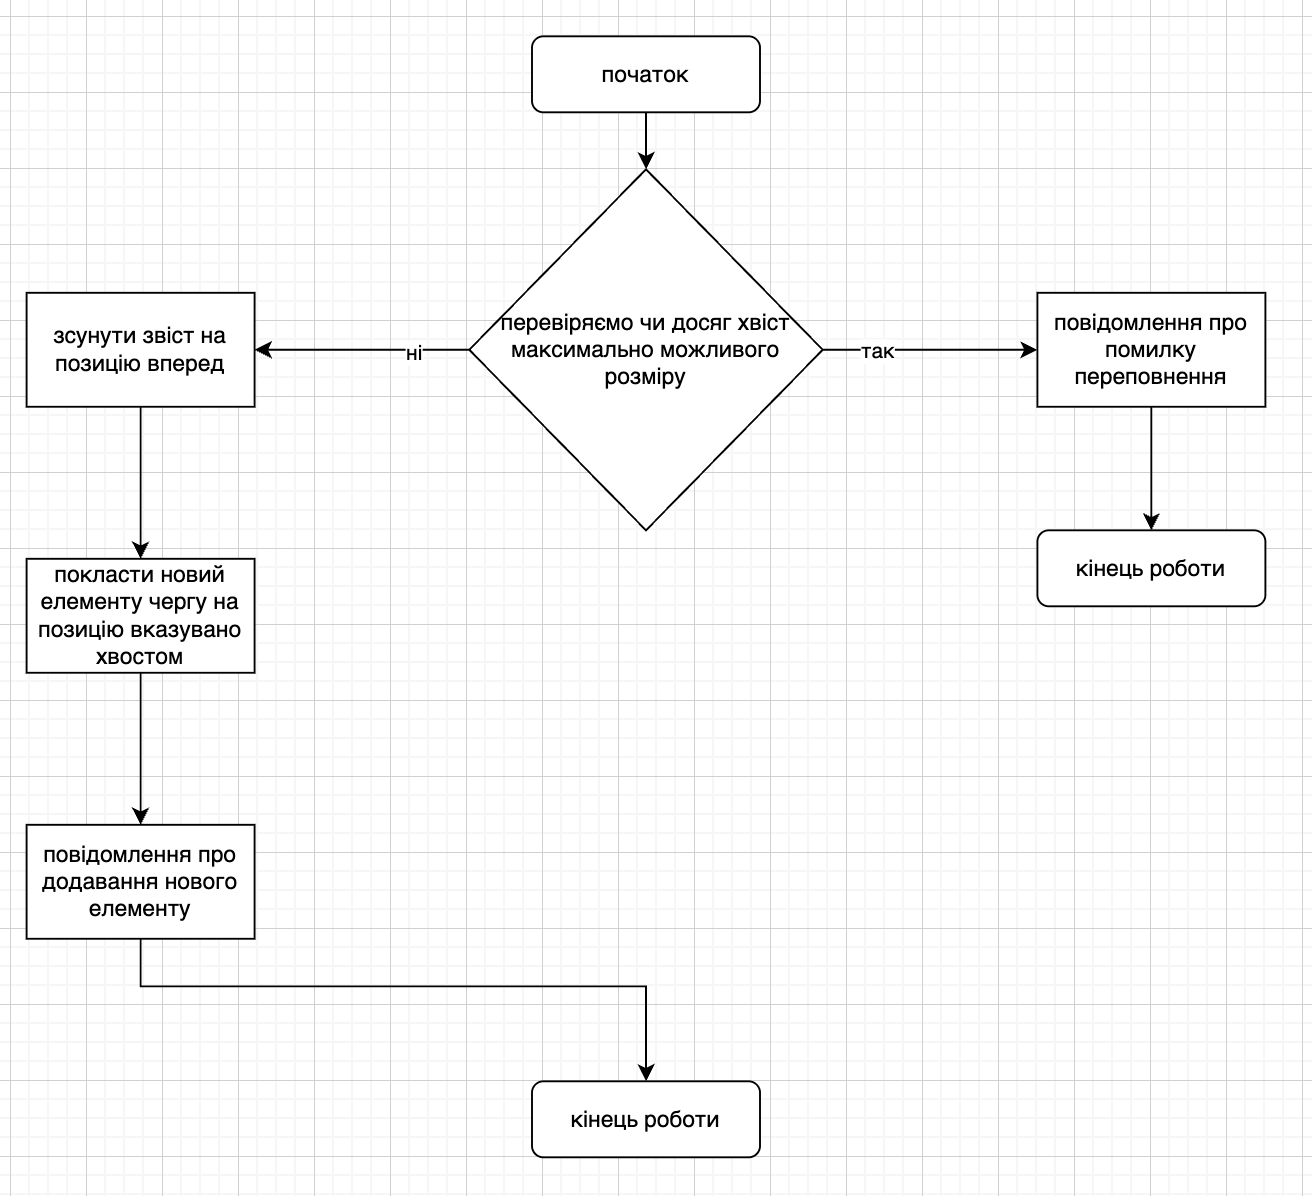 початок
перевіряємо чи досяг хвіст
максимально можливого
розміру
ні
так
зсунути звіст на
позицію вперед
повідомлення про
помилку
переповнення
кінець роботи
покласти новий
елементу чергу на
позицію вказувано
хвостом
повідомлення про
додавання нового
елементу
кінець роботи